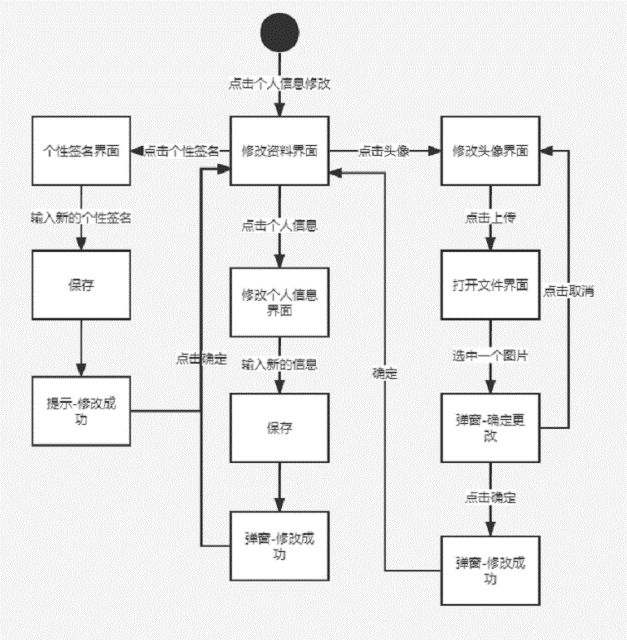 点击个人信息修改
个性签名界面
点击个性签名
修改资料界面
点击头像
修改头像界面
输入新的个性签名
点击个人信息
点击上传
保存
修改个人信息
界面
打开文件界面
点击取消
点击确定
输入新的信息
确定
选中一个图片
提示-修改成
功
保存
弹窗-确定更
改
点击确定
弹窗-修改成
功
弹窗-修改成
功